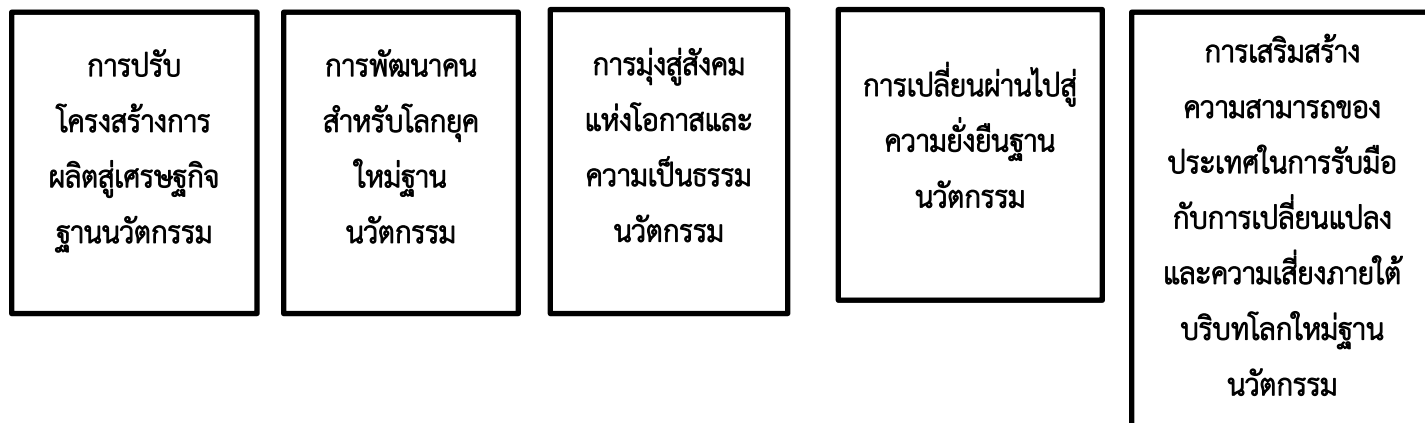 การปรับ
โครงสร้างการ
ผลิตสู่เศรษฐกิจ
ฐานนวัตกรรม
การพัฒนาคน
สำหรับโลกยุค
ใหม่ฐาน
นวัตกรรม
การมุ่งสู่สังคม
แห่งโอกาสและ
ความเป็นธรรม
นวัตกรรม
การเปลี่ยนผ่านไปสู่
ความยั่งยืนฐาน
นวัตกรรม
การเสริมสร้าง
ความสามารถของ
ประเทศในการรับมือ
กับการเปลี่ยนแปลง
และความเสี่ยงภายใต้
บริบทโลกใหม่ฐาน
นวัตกรรม